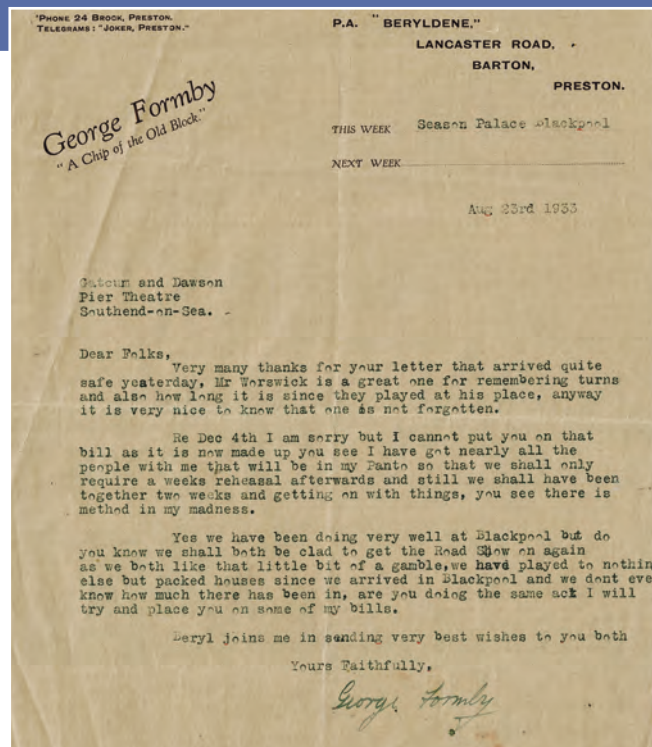 'PHONE 24 BROCK, PRESTON.
TELEGRAMS: "JOKER, PRESTON."
P.A. "BERYLDENE,"
LANCASTER ROAD,
BARTON,
PRESTON.
George Formby
"A Chip of the Old Block."
THIS WEEK Season Palace Blackpool
NEXT WEEK
Aug 23rd 1933
and Dawson
Pier Theatre
Southend-on-Sea.
Dear Folks,
Very many thanks for your letter that arrived quite
safe yesterday, Mr Worswick is a great one for remembering turns
and also how long it is since they played at his place, anyway
it is very nice to know that one is not forgotten.
Re Dec 4th I am sorry but I cannot put you on that
bill as it is now made up you see I have got nearly all the
people with me that will be in my Panto so that we shall only
require a weeks reheasal afterwards and still we shall have been
together two weeks and getting on with things, you see there is
method in my madness.
Yes we have been doing very well at Blackpool but do
you know we shall both be clad to get the Road Show on again
as we both like that little bit of a gamble,we have played to nothin
else but packed houses since we arrived in Blackpool and we dont eve
know how much there has been in, are you doing the same act I will
try and place you on some of my bills.
Beryl joins me in sending very best wishes to you both
Yours Faithfully,
George Formby